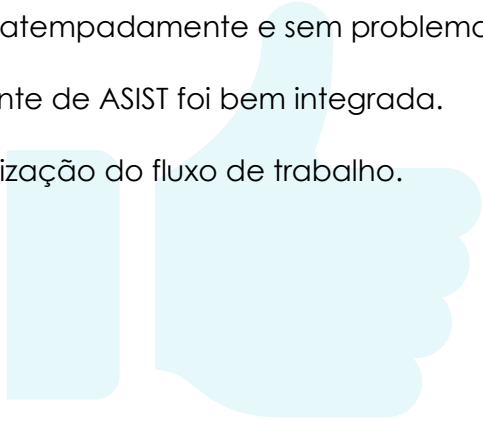 atempadamente e sem problema
nte de ASIST foi bem integrada.
ização do fluxo de trabalho.